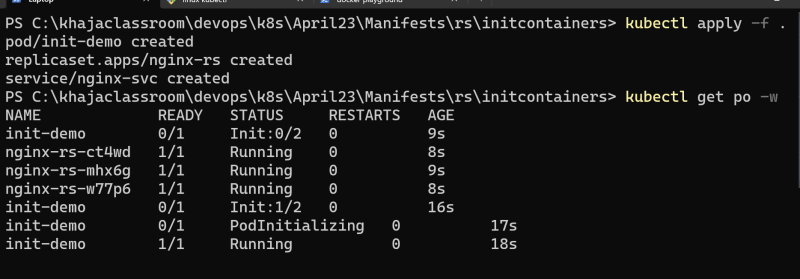 Laptop linux kubectl docker playground
PS C:\khajaclassroom\devops\k8s\April23\Manifests\rs\initcontainers> kubectl apply -f .
pod/init-demo created
replicaset.apps/nginx-rs created
service/nginx-svc created
PS C:\khajaclassroom\devops\k8s\April23\Manifests\rs\initcontainers> kubectl get po -w
NAME READY STATUS RESTARTS AGE
init-demo 0/1 Init:0/2 0 9s
nginx-rs-ct4wd 1/1 Running 0 8s
nginx-rs-mhx6g 1/1 Running 0 9s
nginx-rs-w77p6 1/1 Running 0 8s
init-demo 0/1 Init:1/2 0 16s
init-demo 0/1 PodInitializing 0 17s
init-demo 1/1 Running 0 18s